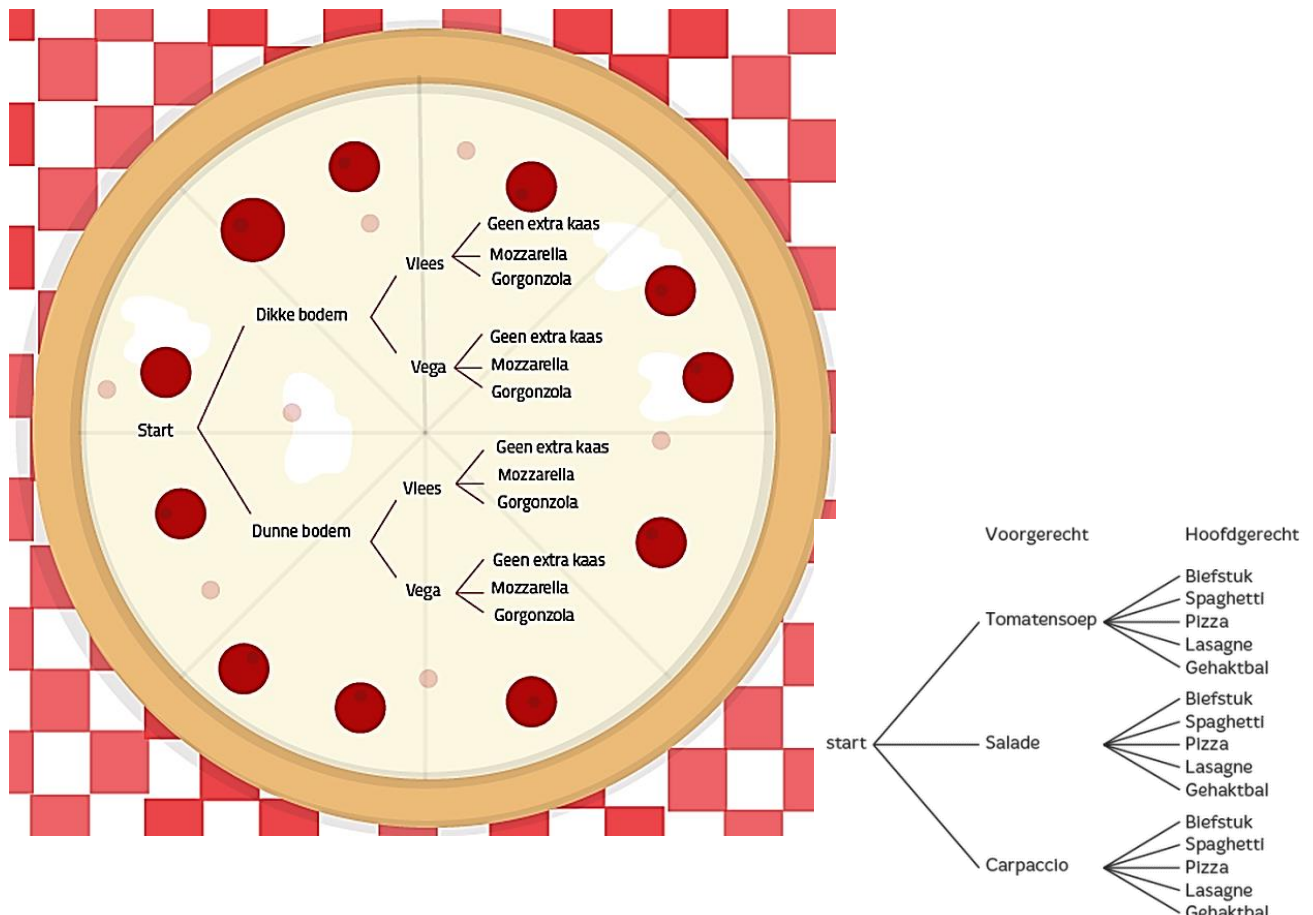 Geen extra kaas
Vlees
Mozzarella
Gorgonzola
Dikke bodem
Geen extra kaas
Vega
Mozzarella
Gorgonzola
Start
Geen extra kaas
Vlees
Mozzarella
Gorgonzola
Dunne bodem
Geen extra kaas
Vega
Mozzarella
Gorgonzola
Voorgerecht
Hoofdgerecht
Biefstuk
Spaghetti
Tomatensoep
Pizza
Lasagne
Gehaktbal
Biefstuk
Spaghetti
start
Salade
Pizza
Lasagne
Gehaktbal
Biefstuk
Spaghetti
Carpaccio
Pizza
Lasagne
Gehaktbal